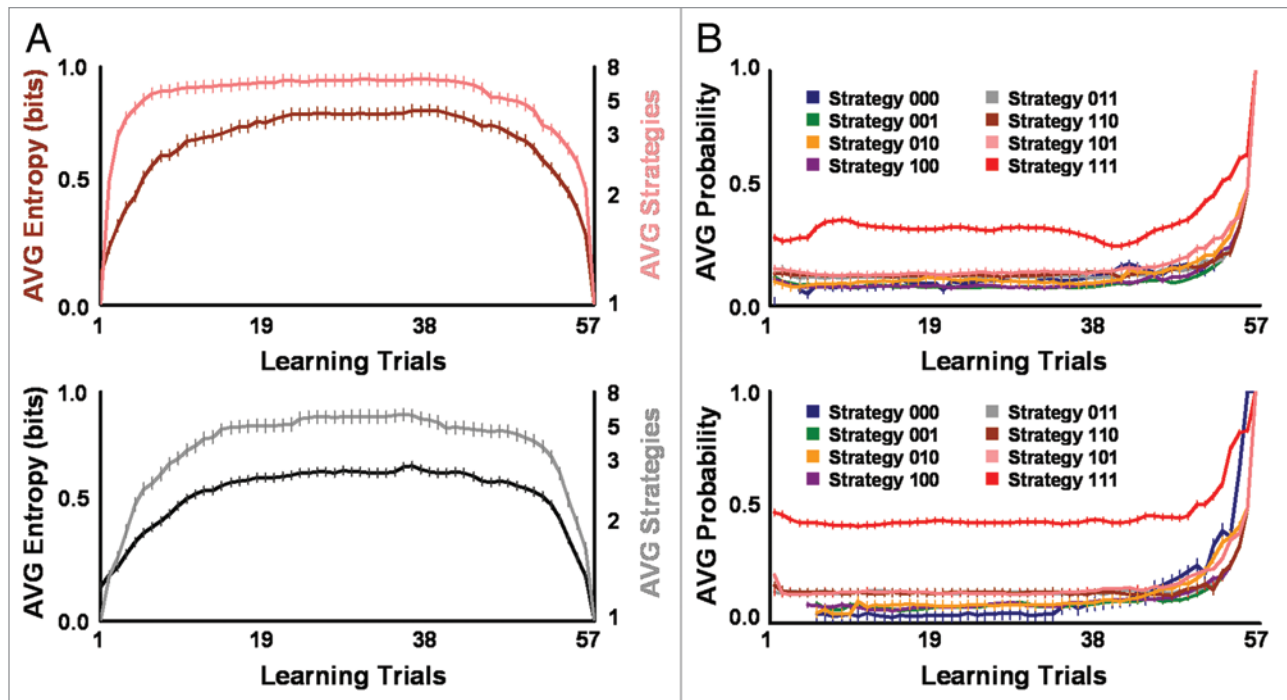 A
AVG Entropy (bits)
1.0
0.5
0.0
8
5
3
2
1
AVG Strategies
1
19
38
57
Learning Trials
AVG Entropy (bits)
1.0
0.5
0.0
8
5
3
2
1
AVG Strategies
1
19
38
57
Learning Trials
B
AVG Probability
1.0
0.5
0.0
Strategy 000
Strategy 001
Strategy 010
Strategy 100
Strategy 011
Strategy 110
Strategy 101
Strategy 111
1
19
38
57
Learning Trials
AVG Probability
1.0
0.5
0.0
Strategy 000
Strategy 001
Strategy 010
Strategy 100
Strategy 011
Strategy 110
Strategy 101
Strategy 111
1
19
38
57
Learning Trials